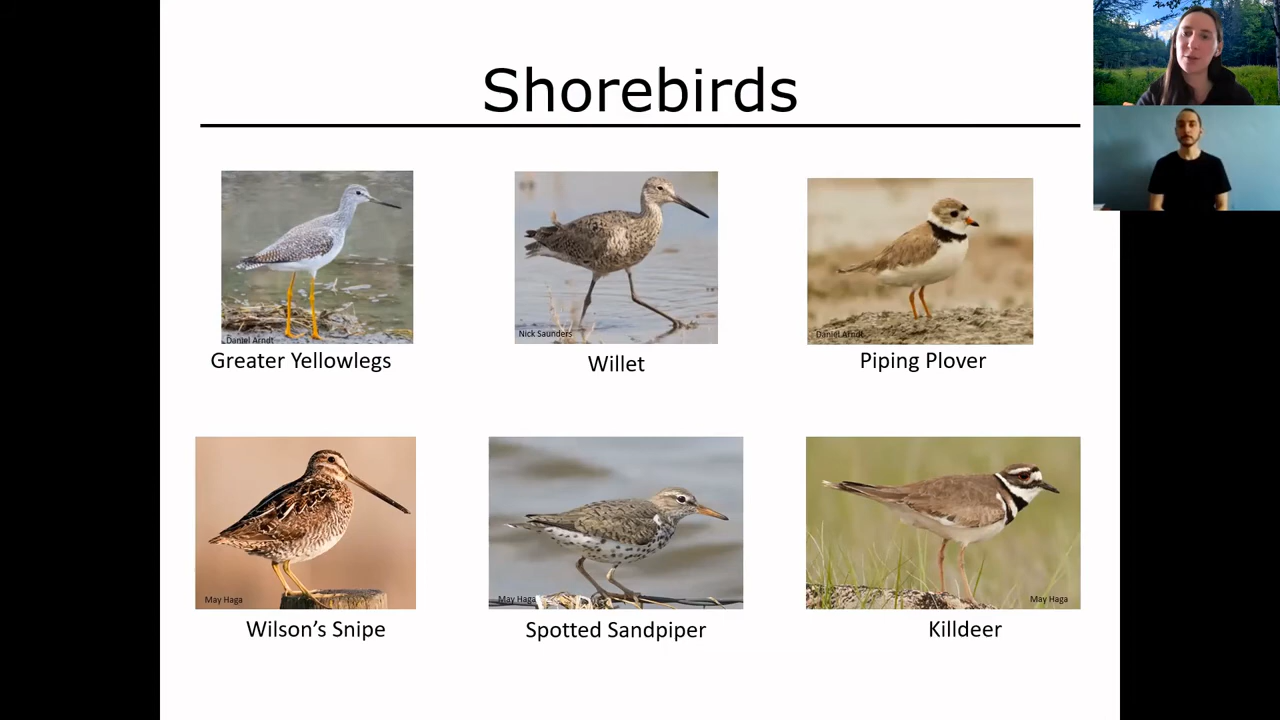 Shorebirds
Daniel Arndt
Greater Yellowlegs
Nick Saunders
Willet
Daniel Arndt
Piping Plover
May Haga
Wilson’s Snipe
May Haga
Spotted Sandpiper
May Haga
Killdeer